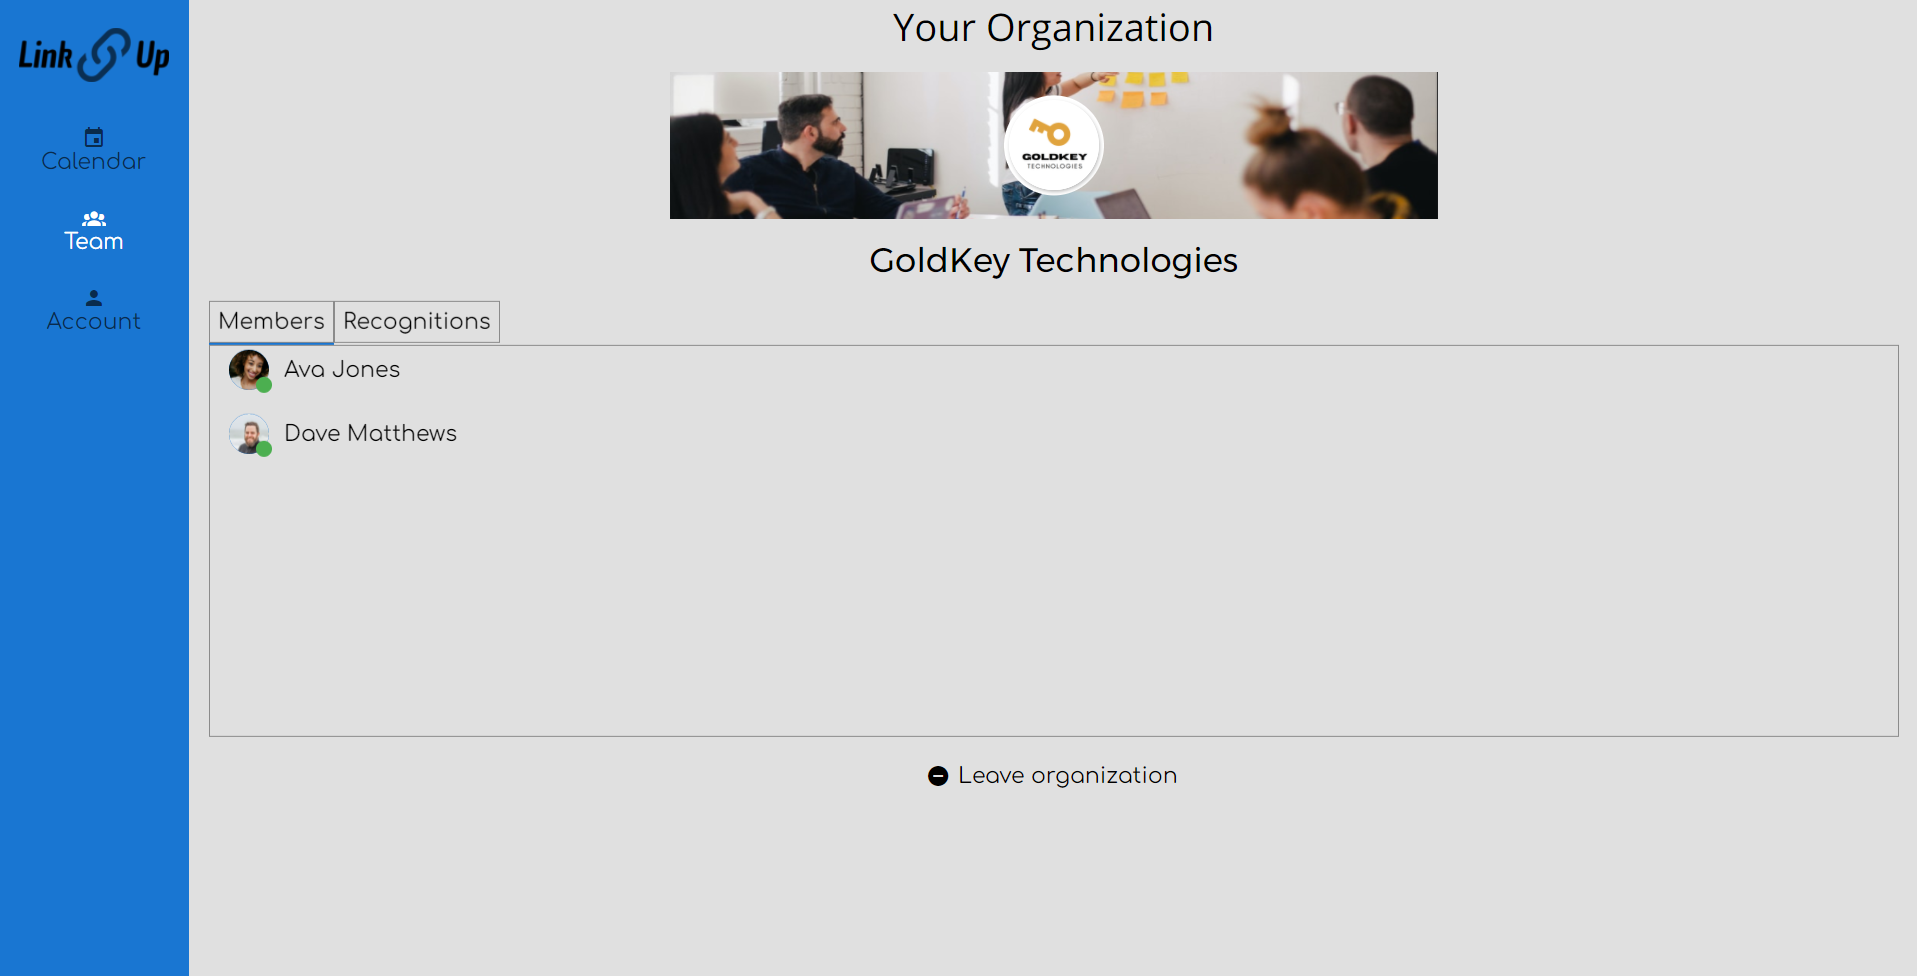 Link Up
Calendar
Team
Account
Your Organization
GOLDKEY
TECHNOLOGIES
GoldKey Technologies
Members
Recognitions
Ava Jones
Dave Matthews
Leave organization